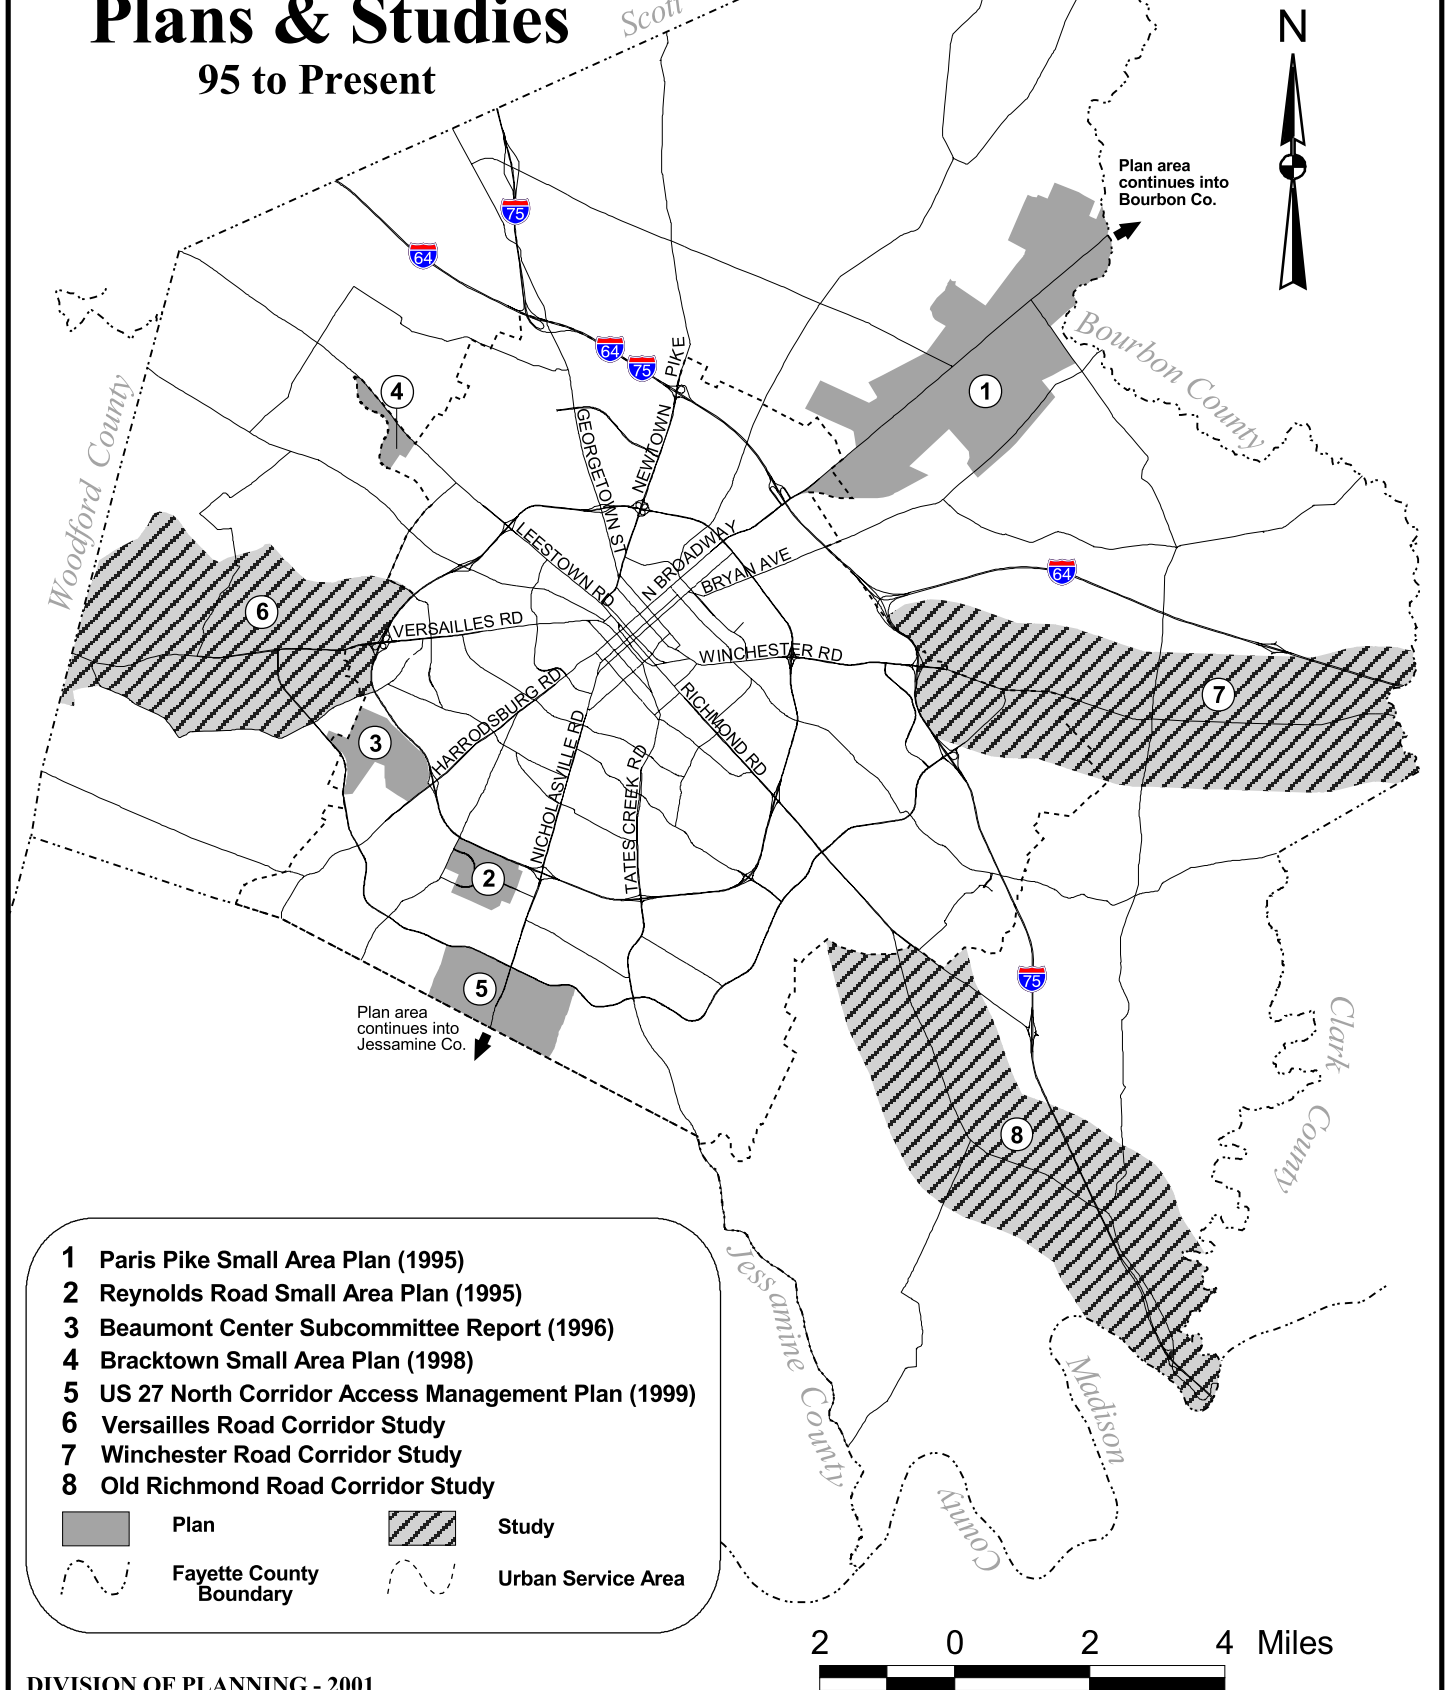 Plans & Studies
95 to Present
Scott
N
Plan area
continues into
Bourbon Co.
75
64
64
75
PIKE
NEWTOWN
GEORGETOWN ST
Bourbon County
1
4
Woodford County
LEESTOWN RD
N BROADWAY
BRYAN AVE
64
6
VERSAILLES RD
WINCHESTER RD
7
HARRODSBURG RD
RICHMOND RD
3
NICHOLASVILLE RD
TATES CREEK RD
2
5
75
Plan area
continues into
Jessamine Co.
Clark
County
8
Jessamine County
Madison
County
1 Paris Pike Small Area Plan (1995)
2 Reynolds Road Small Area Plan (1995)
3 Beaumont Center Subcommittee Report (1996)
4 Bracktown Small Area Plan (1998)
5 US 27 North Corridor Access Management Plan (1999)
6 Versailles Road Corridor Study
7 Winchester Road Corridor Study
8 Old Richmond Road Corridor Study
Plan
Study
Fayette County
Boundary
Urban Service Area
2 0 2 4 Miles
DIVISION OF PLANNING - 2001